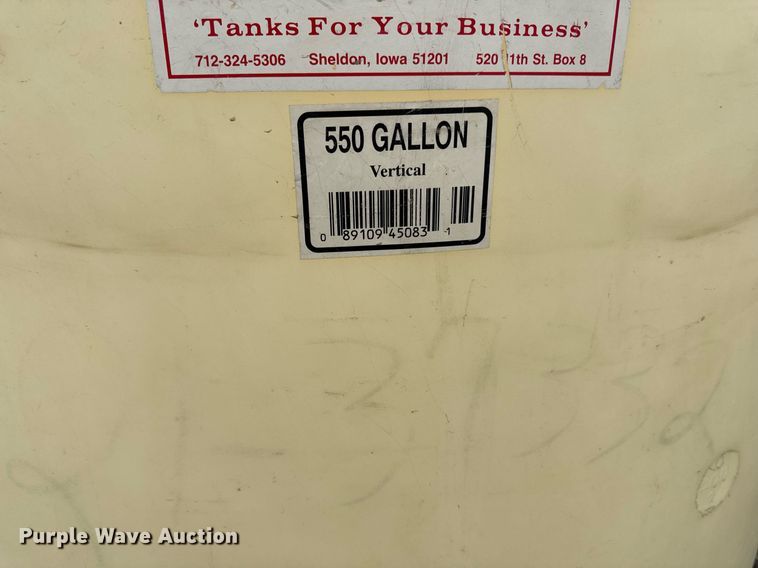 'Tanks For Your Business'
712-324-5306 Sheldon, Iowa 51201 520 11th St. Box 8
550 GALLON
Vertical
0 89109 45083 1
37352
Purple Wave Auction